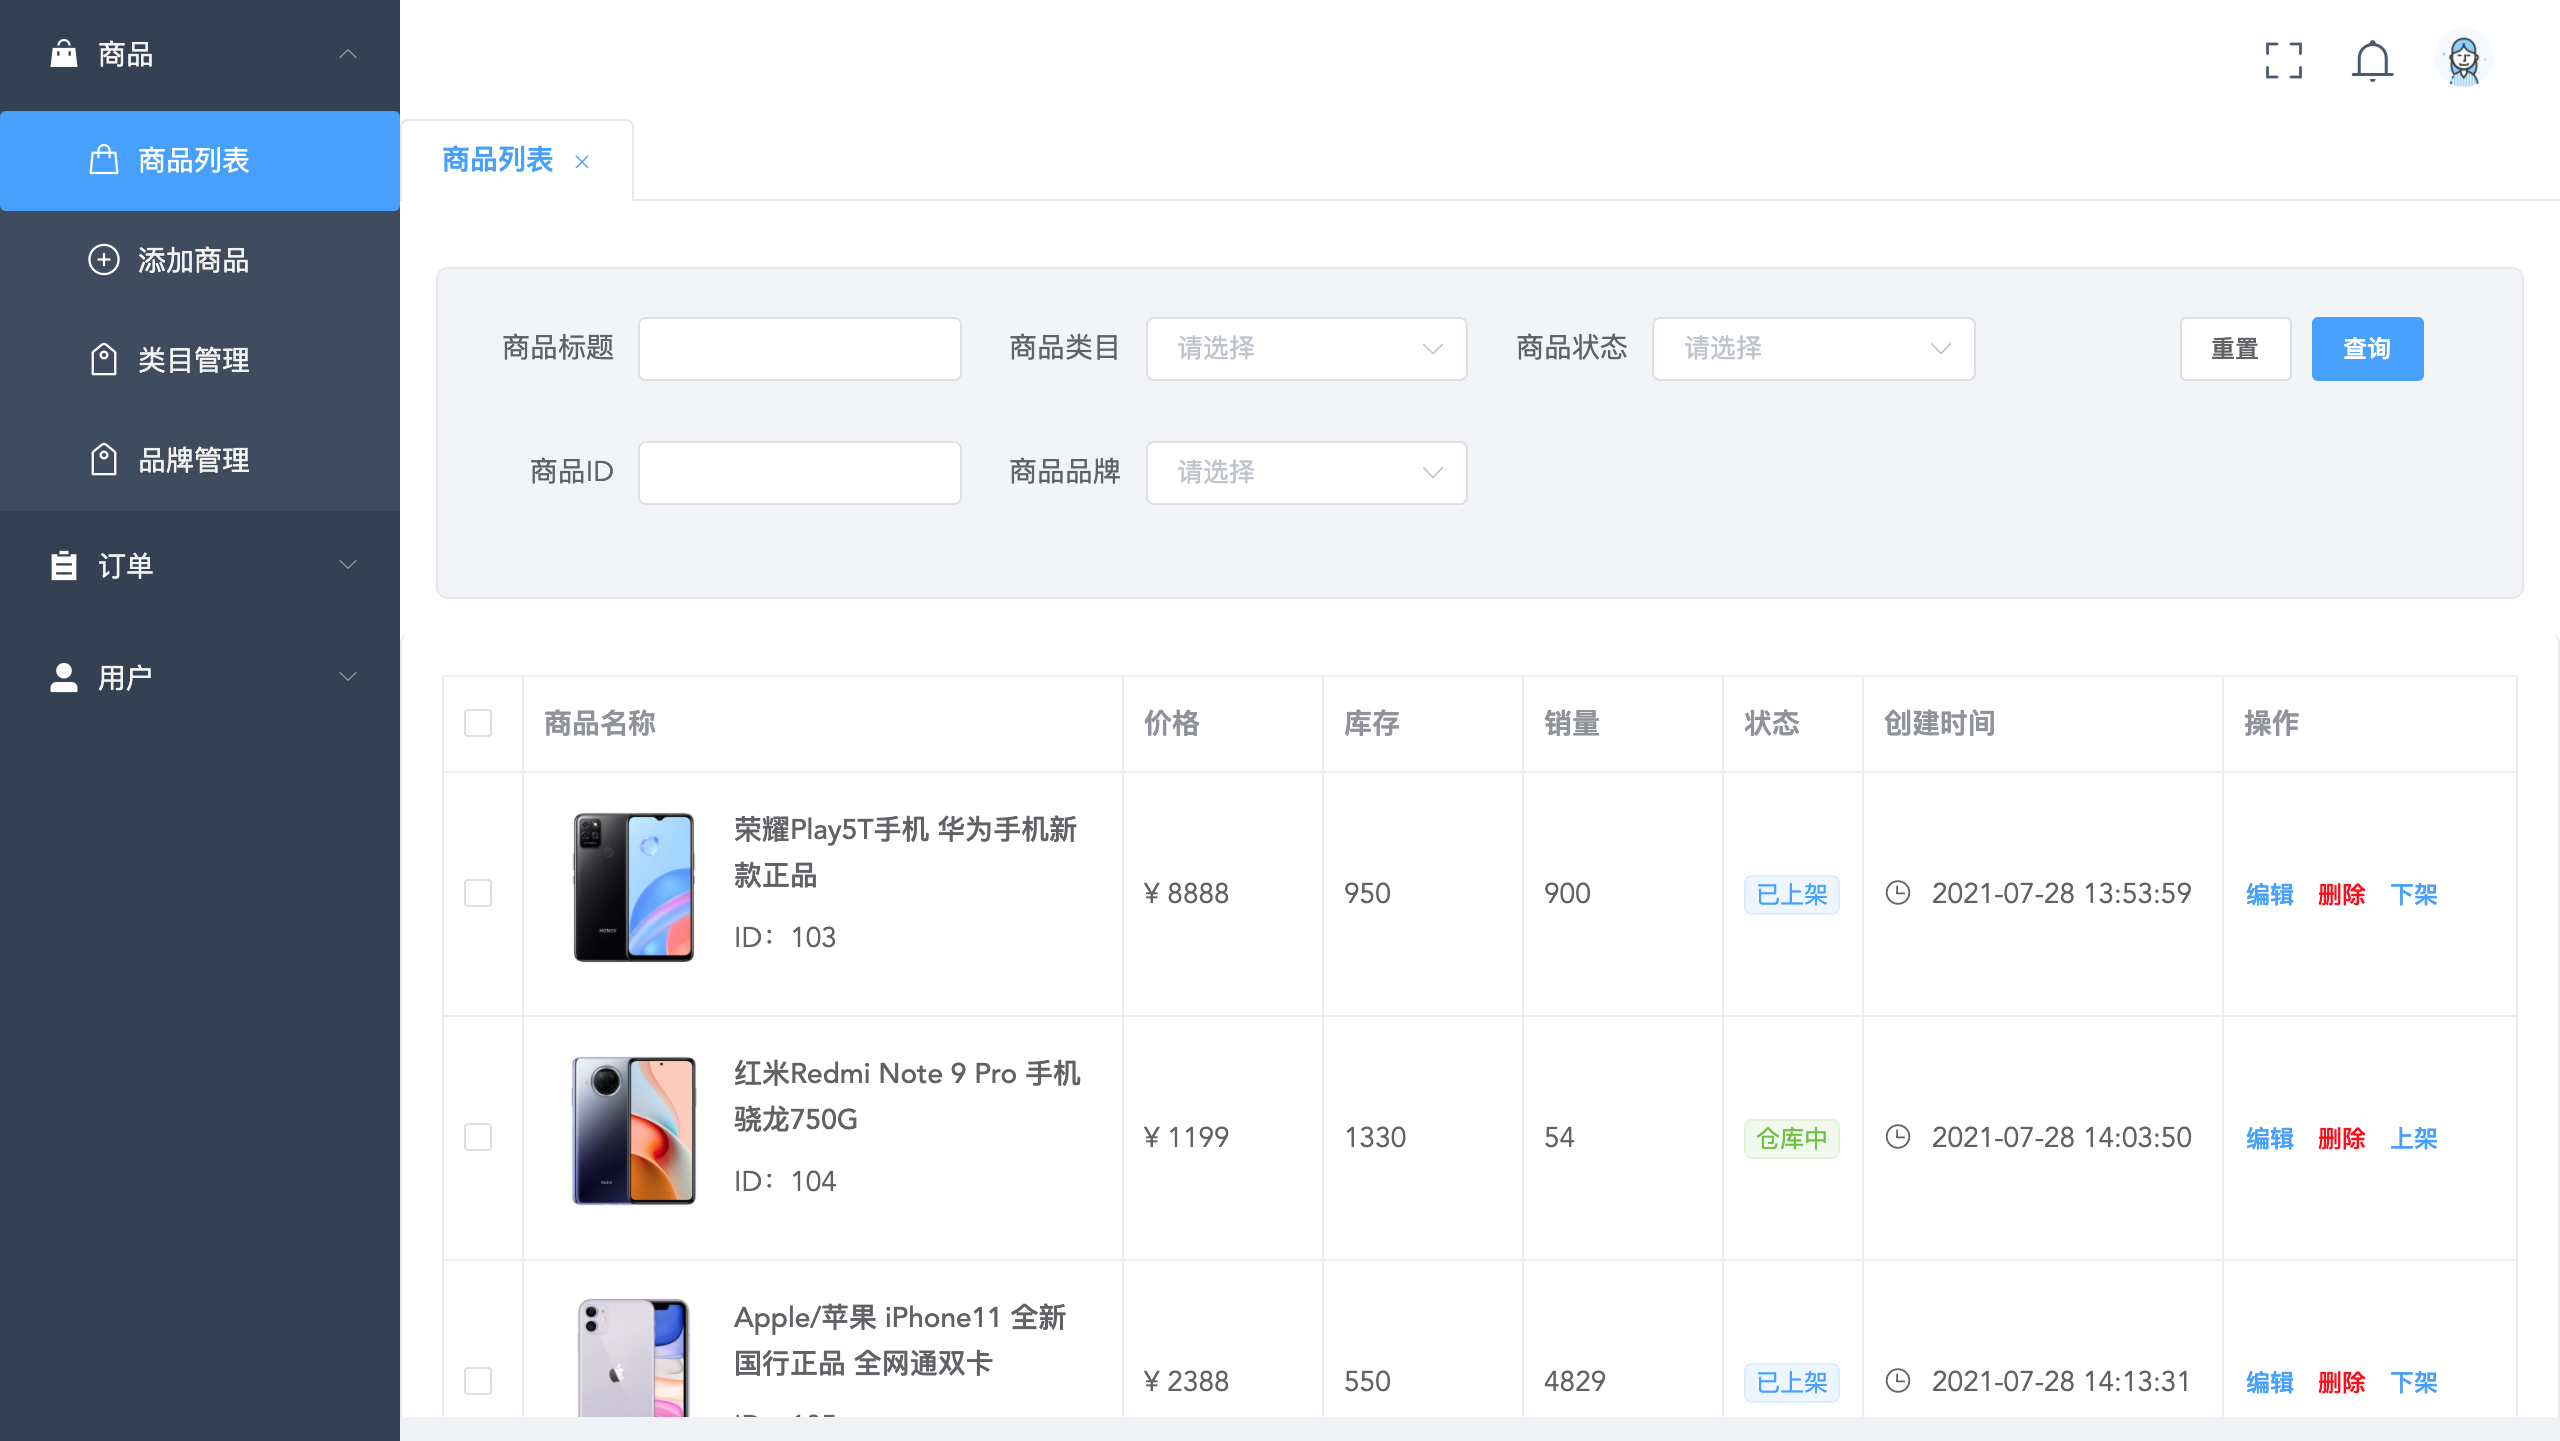 商品
商品列表
添加商品
类目管理
品牌管理
订单
用户
商品列表
商品标题
商品类目 请选择
商品状态 请选择
重置
查询
商品ID
商品品牌 请选择
商品名称 价格 库存 销量 状态 创建时间 操作
荣耀Play5T手机 华为手机新
款正品
ID：103
¥ 8888 950 900 已上架 2021-07-28 13:53:59 编辑 删除 下架
红米Redmi Note 9 Pro 手机
骁龙750G
ID：104
¥ 1199 1330 54 仓库中 2021-07-28 14:03:50 编辑 删除 上架
Apple/苹果 iPhone11 全新
国行正品 全网通双卡
¥ 2388 550 4829 已上架 2021-07-28 14:13:31 编辑 删除 下架